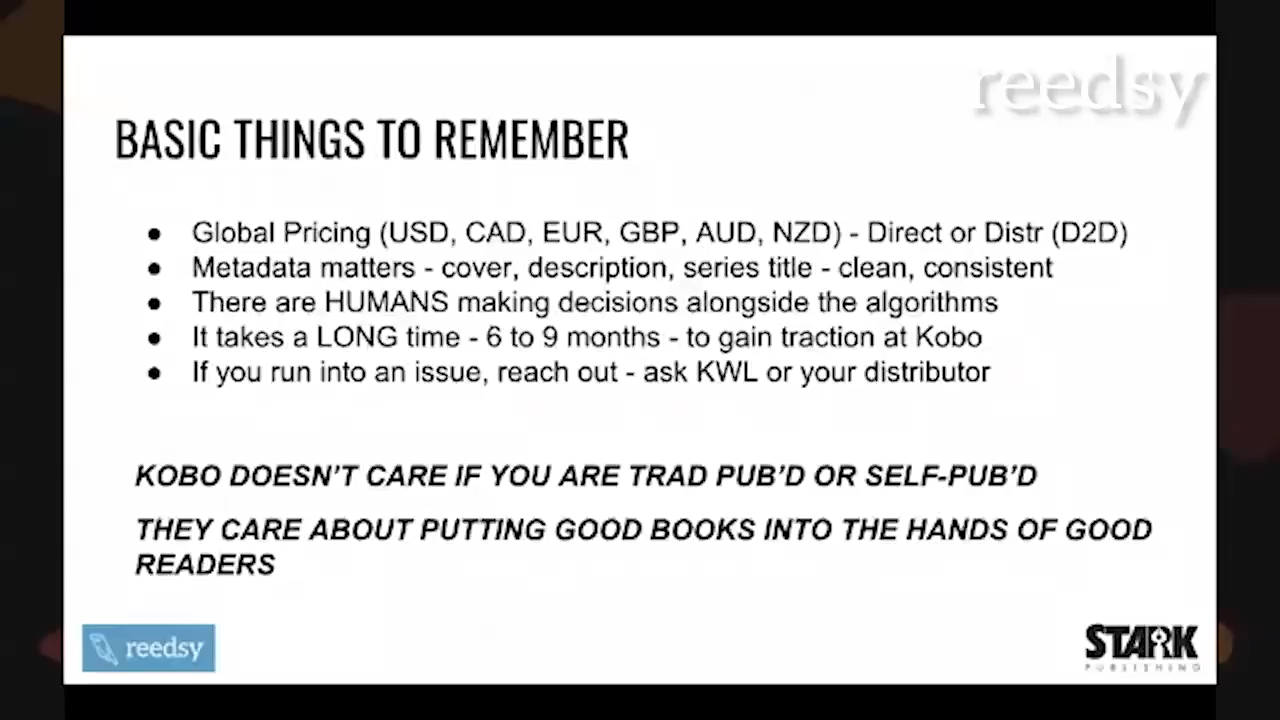 reedsy
BASIC THINGS TO REMEMBER
● Global Pricing (USD, CAD, EUR, GBP, AUD, NZD) - Direct or Distr (D2D)
● Metadata matters - cover, description, series title - clean, consistent
● There are HUMANS making decisions alongside the algorithms
● It takes a LONG time - 6 to 9 months - to gain traction at Kobo
● If you run into an issue, reach out - ask KWL or your distributor
KOBO DOESN'T CARE IF YOU ARE TRAD PUB'D OR SELF-PUB'D
THEY CARE ABOUT PUTTING GOOD BOOKS INTO THE HANDS OF GOOD
READERS
reedsy
STARK
PUBLISHING